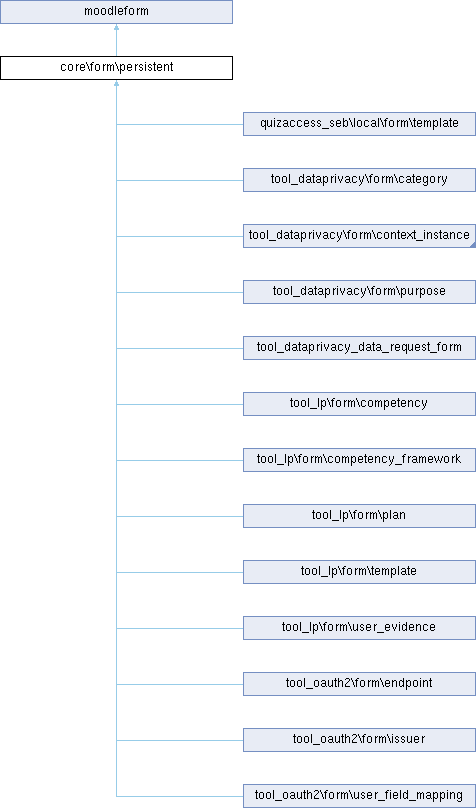 moodleform
core\form\persistent
quizaccess_seb\local\form\template
tool_dataprivacy\form\category
tool_dataprivacy\form\context_instance
tool_dataprivacy\form\purpose
tool_dataprivacy_data_request_form
tool_lp\form\competency
tool_lp\form\competency_framework
tool_lp\form\plan
tool_lp\form\template
tool_lp\form\user_evidence
tool_oauth2\form\endpoint
tool_oauth2\form\issuer
tool_oauth2\form\user_field_mapping